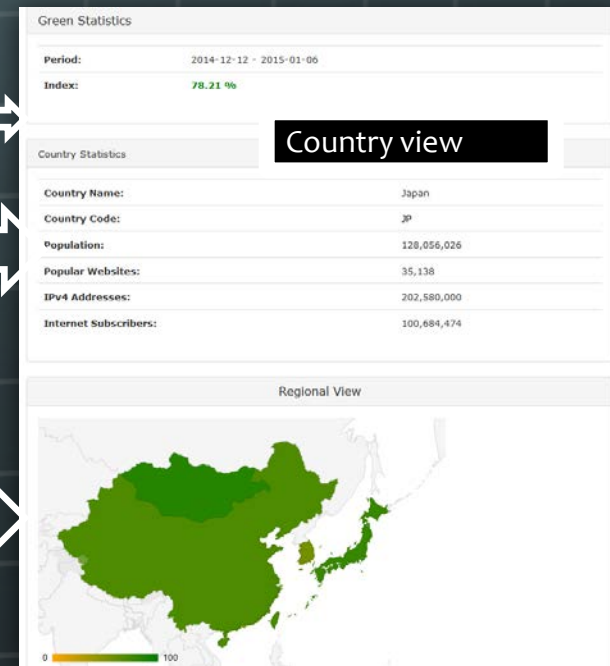 Green Statistics
Period: 2014-12-12 - 2015-01-06
Index: 78.21 %
Country view
Country Statistics
Country Name: Japan
Country Code: JP
Population: 128,056,026
Popular Websites: 35,138
IPv4 Addresses: 202,580,000
Internet Subscribers: 100,684,474
Regional View
0 100